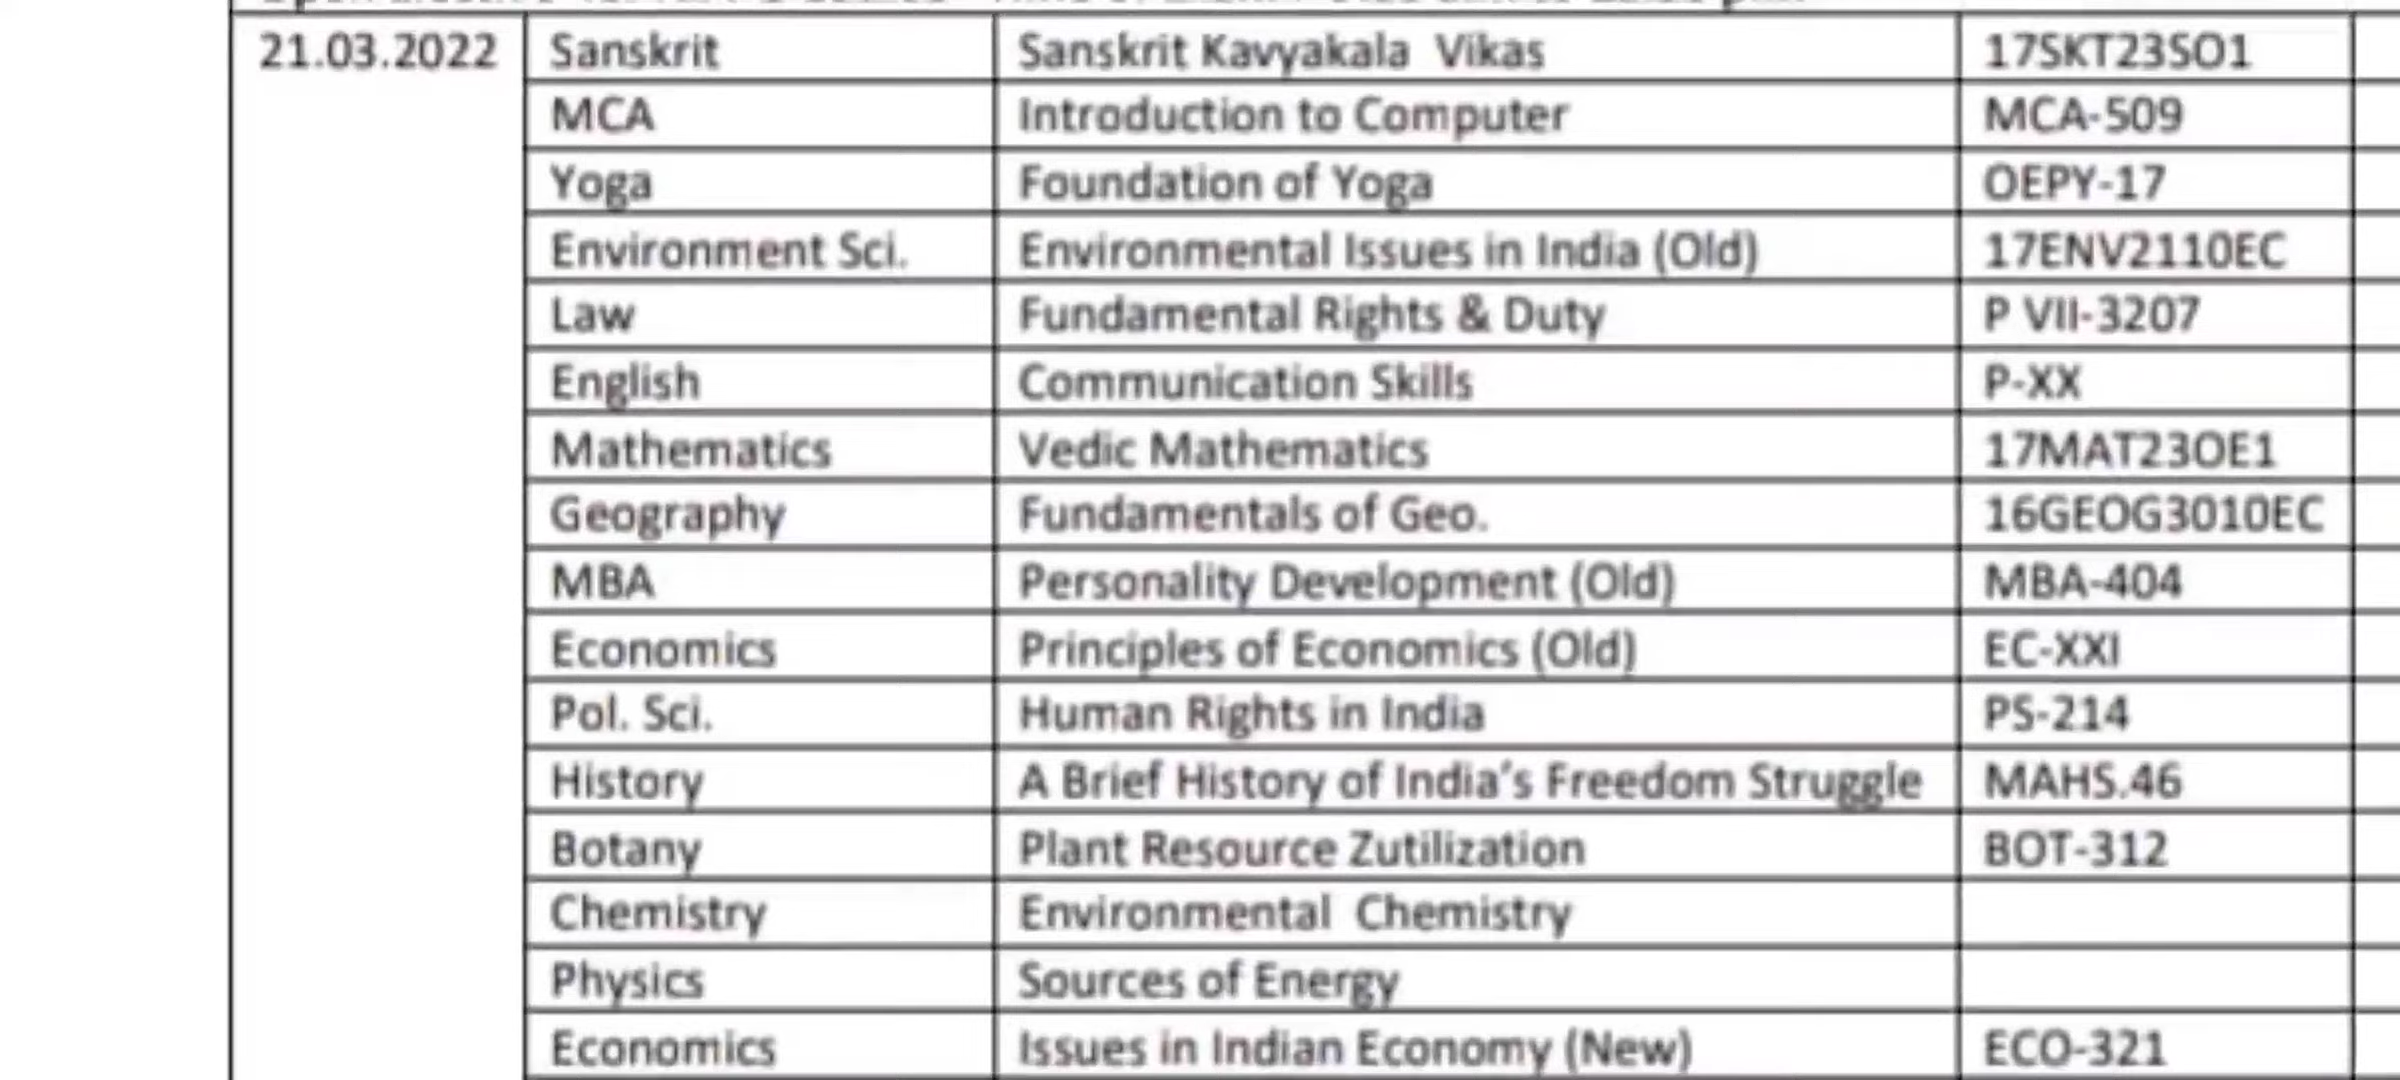 21.03.2022 Sanskrit Sanskrit Kavyakala Vikas 17SKT23SO1
MCA Introduction to Computer MCA-509
Yoga Foundation of Yoga OEPY-17
Environment Sci. Environmental Issues in India (Old) 17ENV2110EC
Law Fundamental Rights & Duty P VII-3207
English Communication Skills P-XX
Mathematics Vedic Mathematics 17MAT23OE1
Geography Fundamentals of Geo. 16GEOG3010EC
MBA Personality Development (Old) MBA-404
Economics Principles of Economics (Old) EC-XXI
Pol. Sci. Human Rights in India PS-214
History A Brief History of India's Freedom Struggle MAHS.46
Botany Plant Resource Zutilization BOT-312
Chemistry Environmental Chemistry
Physics Sources of Energy
Economics Issues in Indian Economy (New) ECO-321